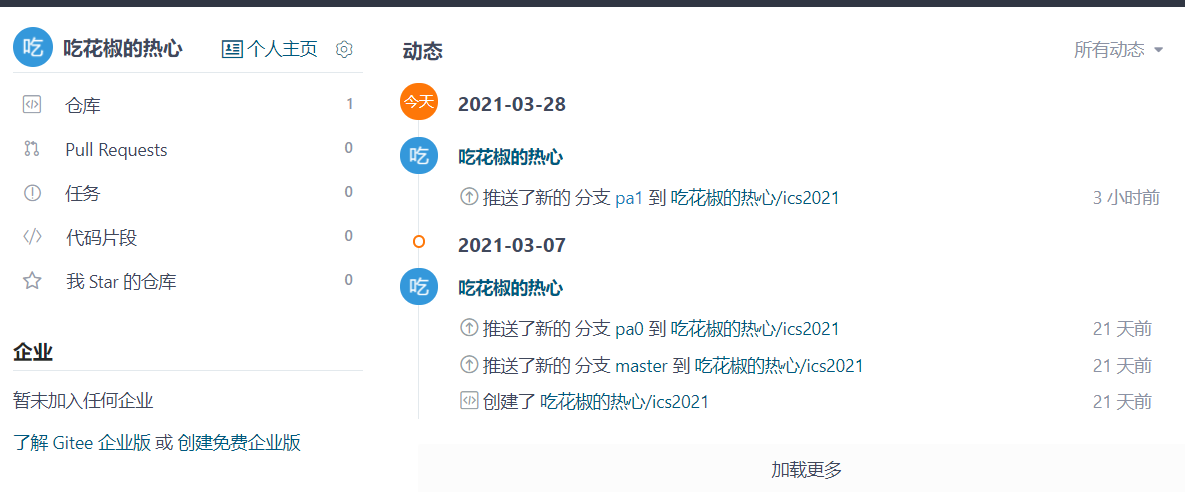 吃 吃花椒的热心 个人主页
仓库 1
Pull Requests 0
任务 0
代码片段 0
我 Star 的仓库 0
企业
暂未加入任何企业
了解 Gitee 企业版 或 创建免费企业版
动态 所有动态
今天 2021-03-28
吃 吃花椒的热心
推送了新的 分支 pa1 到 吃花椒的热心/ics2021 3 小时前
2021-03-07
吃 吃花椒的热心
推送了新的 分支 pa0 到 吃花椒的热心/ics2021 21 天前
推送了新的 分支 master 到 吃花椒的热心/ics2021 21 天前
创建了 吃花椒的热心/ics2021 21 天前
加载更多